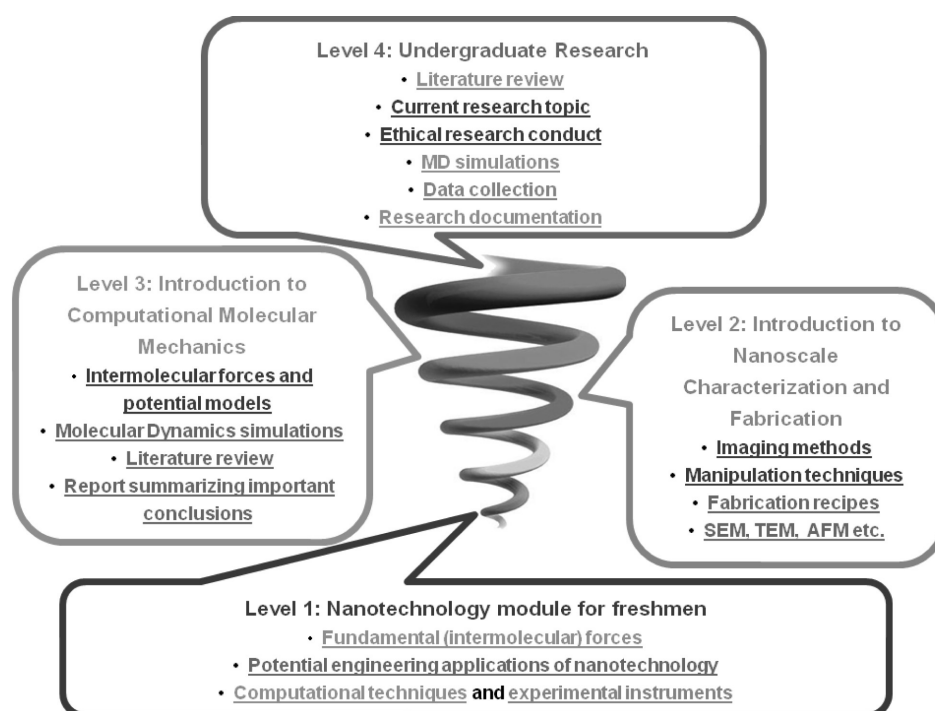 Level 4: Undergraduate Research
• Literature review
• Current research topic
• Ethical research conduct
• MD simulations
• Data collection
• Research documentation
Level 3: Introduction to
Computational Molecular
Mechanics
• Intermolecular forces and
potential models
• Molecular Dynamics simulations
• Literature review
• Report summarizing important
conclusions
Level 2: Introduction to
Nanoscale
Characterization and
Fabrication
• Imaging methods
• Manipulation techniques
• Fabrication recipes
• SEM, TEM, AFM etc.
Level 1: Nanotechnology module for freshmen
• Fundamental (intermolecular) forces
• Potential engineering applications of nanotechnology
• Computational techniques and experimental instruments